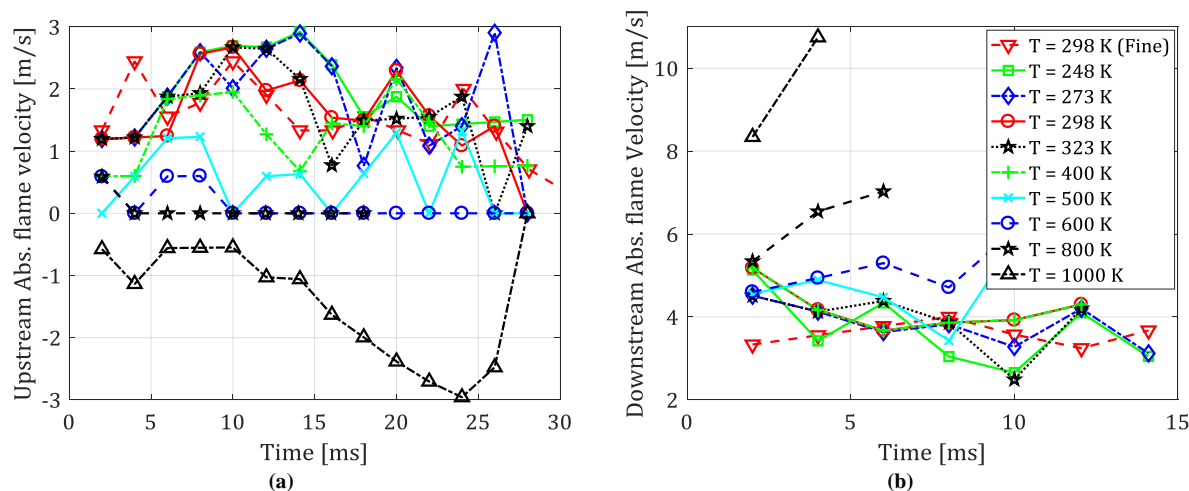 Upstream Abs. flame velocity [m/s]
3
2
1
0
-1
-2
-3
0
5
10
15
20
25
30
Time [ms]
(a)
Downstream Abs. flame Velocity [m/s]
10
8
6
4
2
0
5
10
15
Time [ms]
(b)
T = 298 K (Fine)
T = 248 K
T = 273 K
T = 298 K
T = 323 K
T = 400 K
T = 500 K
T = 600 K
T = 800 K
T = 1000 K